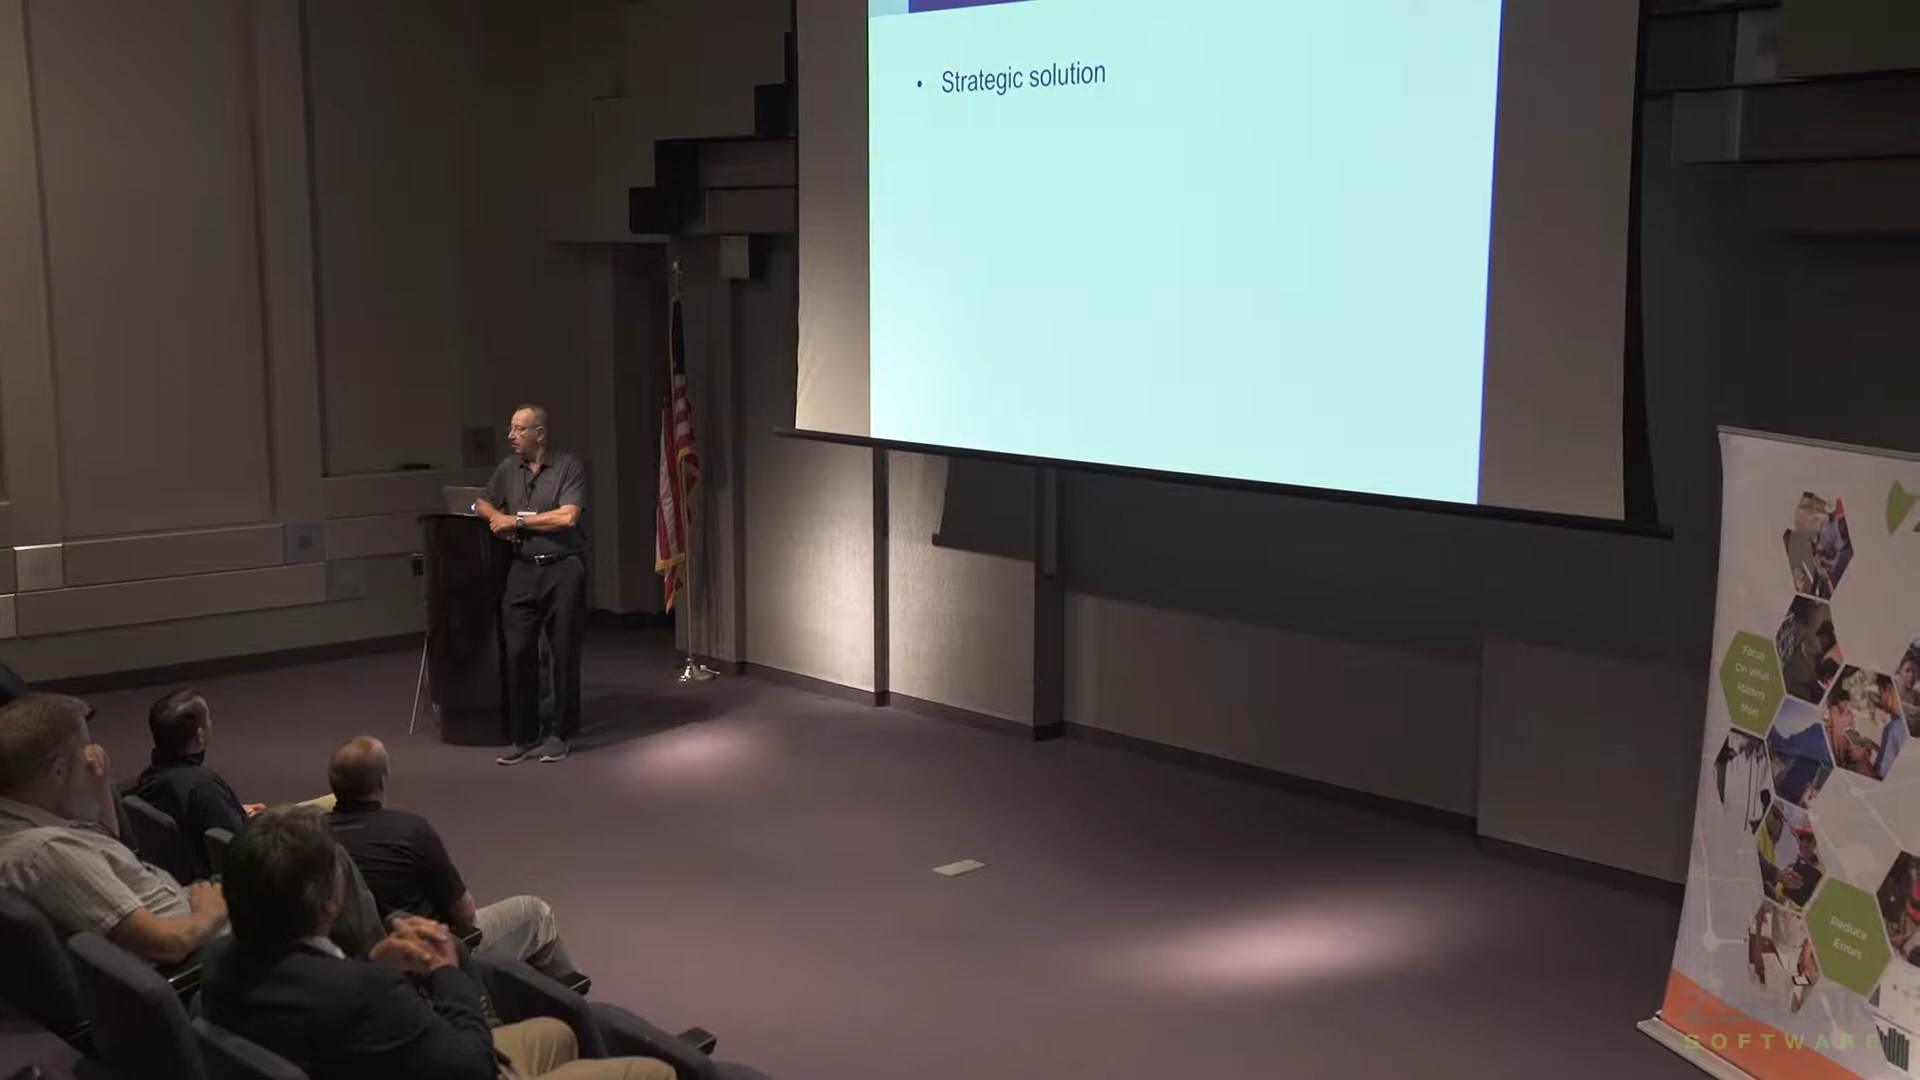 • Strategic solution
Focus
On What
Matters
Most
Reduce
Errors
SOFTWARE